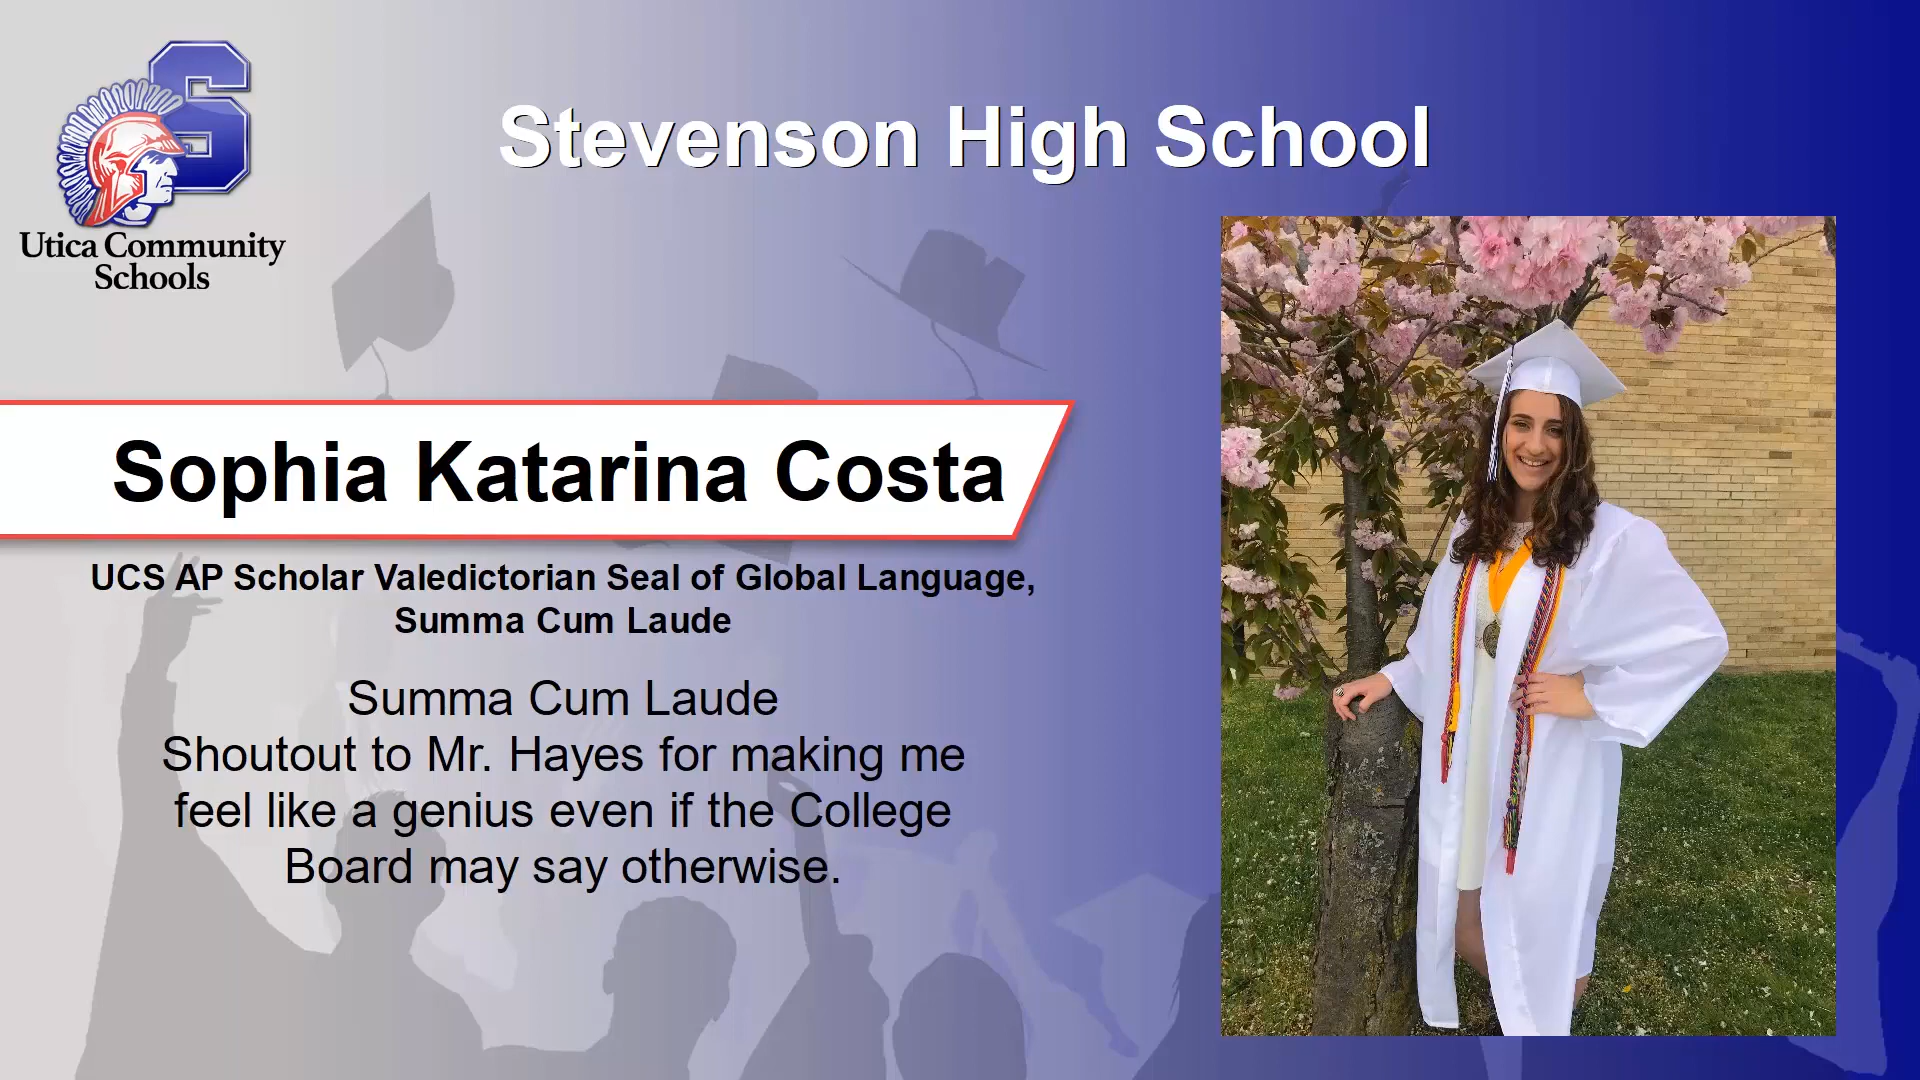 S
Utica Community
Schools
Stevenson High School
Sophia Katarina Costa
UCS AP Scholar Valedictorian Seal of Global Language,
Summa Cum Laude
Summa Cum Laude
Shoutout to Mr. Hayes for making me
feel like a genius even if the College
Board may say otherwise.